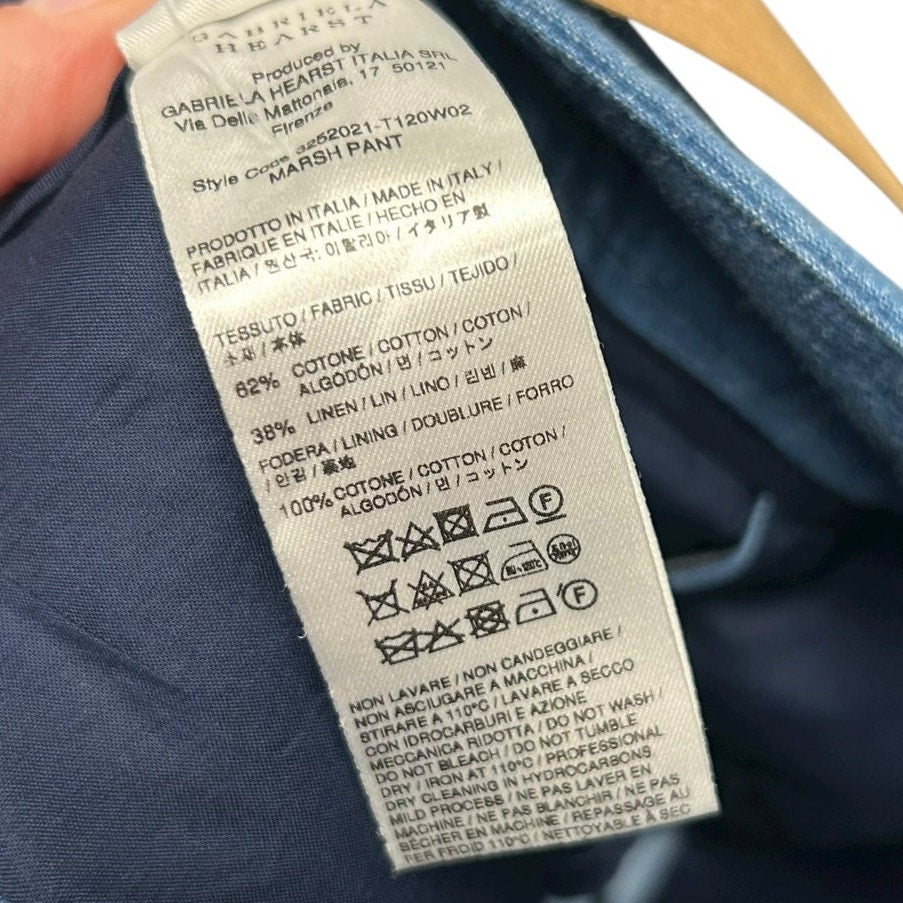 GABRIELA
HEARST
Produced by
GABRIELA HEARST ITALIA SRL
Via Della Mattonaia, 17 50121
Firenze
Style Code 3252021-T120W02
MARSH PANT
PRODOTTO IN ITALIA / MADE IN ITALY /
FABRIQUE EN ITALIE / HECHO EN
ITALIA / 원산국: 이탈리아 / イタリア製
TESSUTO / FABRIC / TISSU / TEJIDO /
소재 / 本体
62% COTONE / COTTON / COTON /
ALGODÓN / 면 / コットン
38% LINEN / LIN / LINO / 린넨 / 麻
FODERA / LINING / DOUBLURE / FORRO
/ 안감 / 裏地
100% COTONE / COTTON / COTON /
ALGODÓN / 면 / コットン
F
F
NON LAVARE / NON CANDEGGIARE /
NON ASCIUGARE A MACCHINA /
STIRARE A 110°C / LAVARE A SECCO
CON IDROCARBURI E AZIONE
MECCANICA RIDOTTA / DO NOT WASH /
DO NOT BLEACH / DO NOT TUMBLE
DRY / IRON AT 110°C / PROFESSIONAL
DRY CLEANING IN HYDROCARBONS
MILD PROCESS / NE PAS LAVER EN
MACHINE / NE PAS BLANCHIR / NE PAS
SÉCHER EN MACHINE / REPASSAGE AU
FER FROID 110°C / NETTOYABLE A SEC